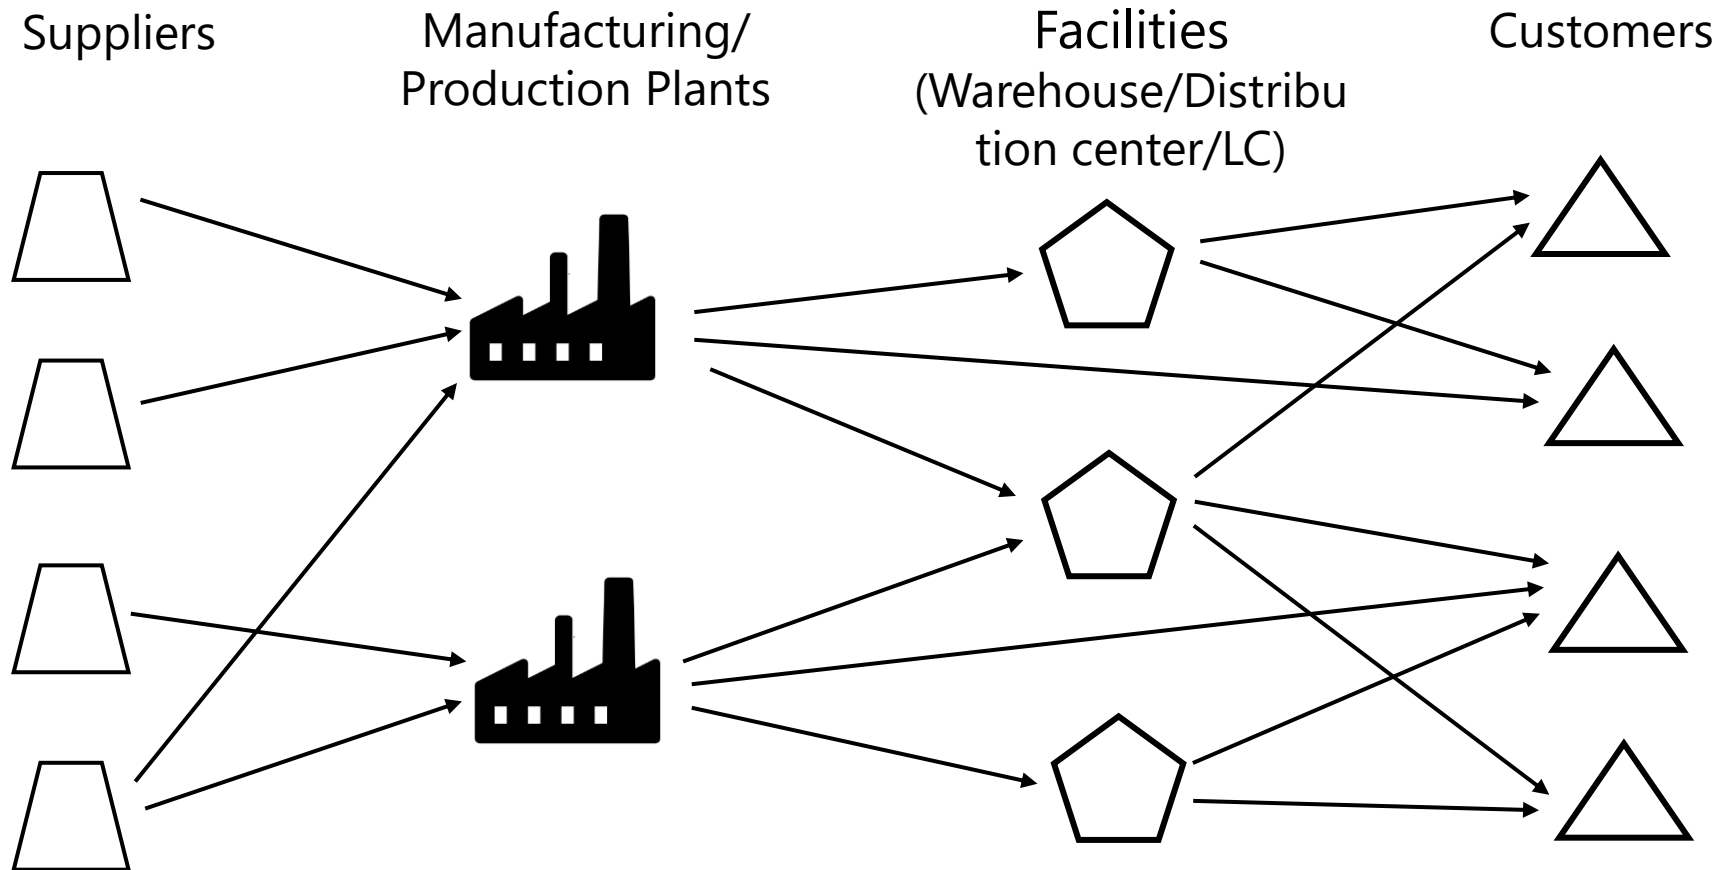 Suppliers
Manufacturing/
Production Plants
Facilities
(Warehouse/Distribu
tion center/LC)
Customers